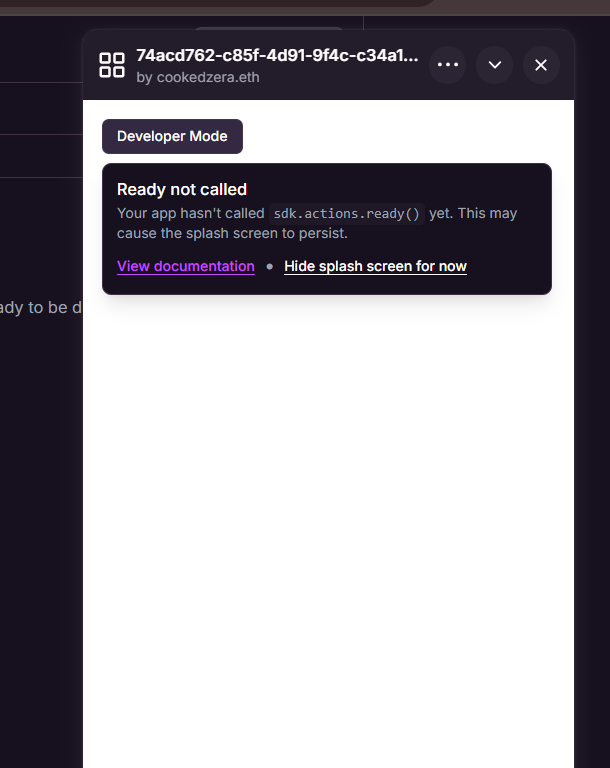 74acd762-c85f-4d91-9f4c-c34a1...
by cookedzera.eth
Developer Mode
Ready not called
Your app hasn't called sdk.actions.ready() yet. This may
cause the splash screen to persist.
View documentation • Hide splash screen for now
ady to be d